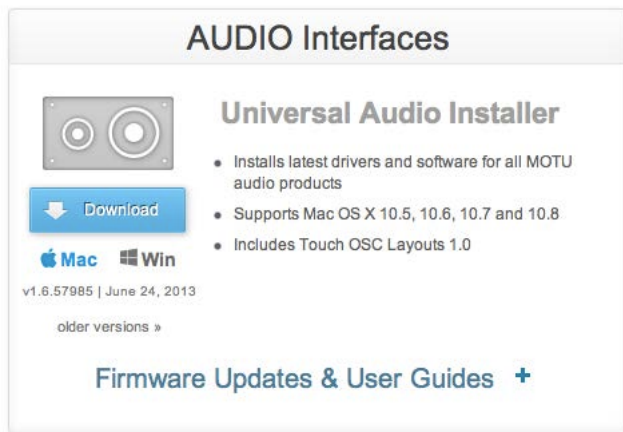 AUDIO Interfaces
Universal Audio Installer
• Installs latest drivers and software for all MOTU
audio products
• Supports Mac OS X 10.5, 10.6, 10.7 and 10.8
• Includes Touch OSC Layouts 1.0
Download
Mac Win
v1.6.57985 | June 24, 2013
older versions »
Firmware Updates & User Guides +